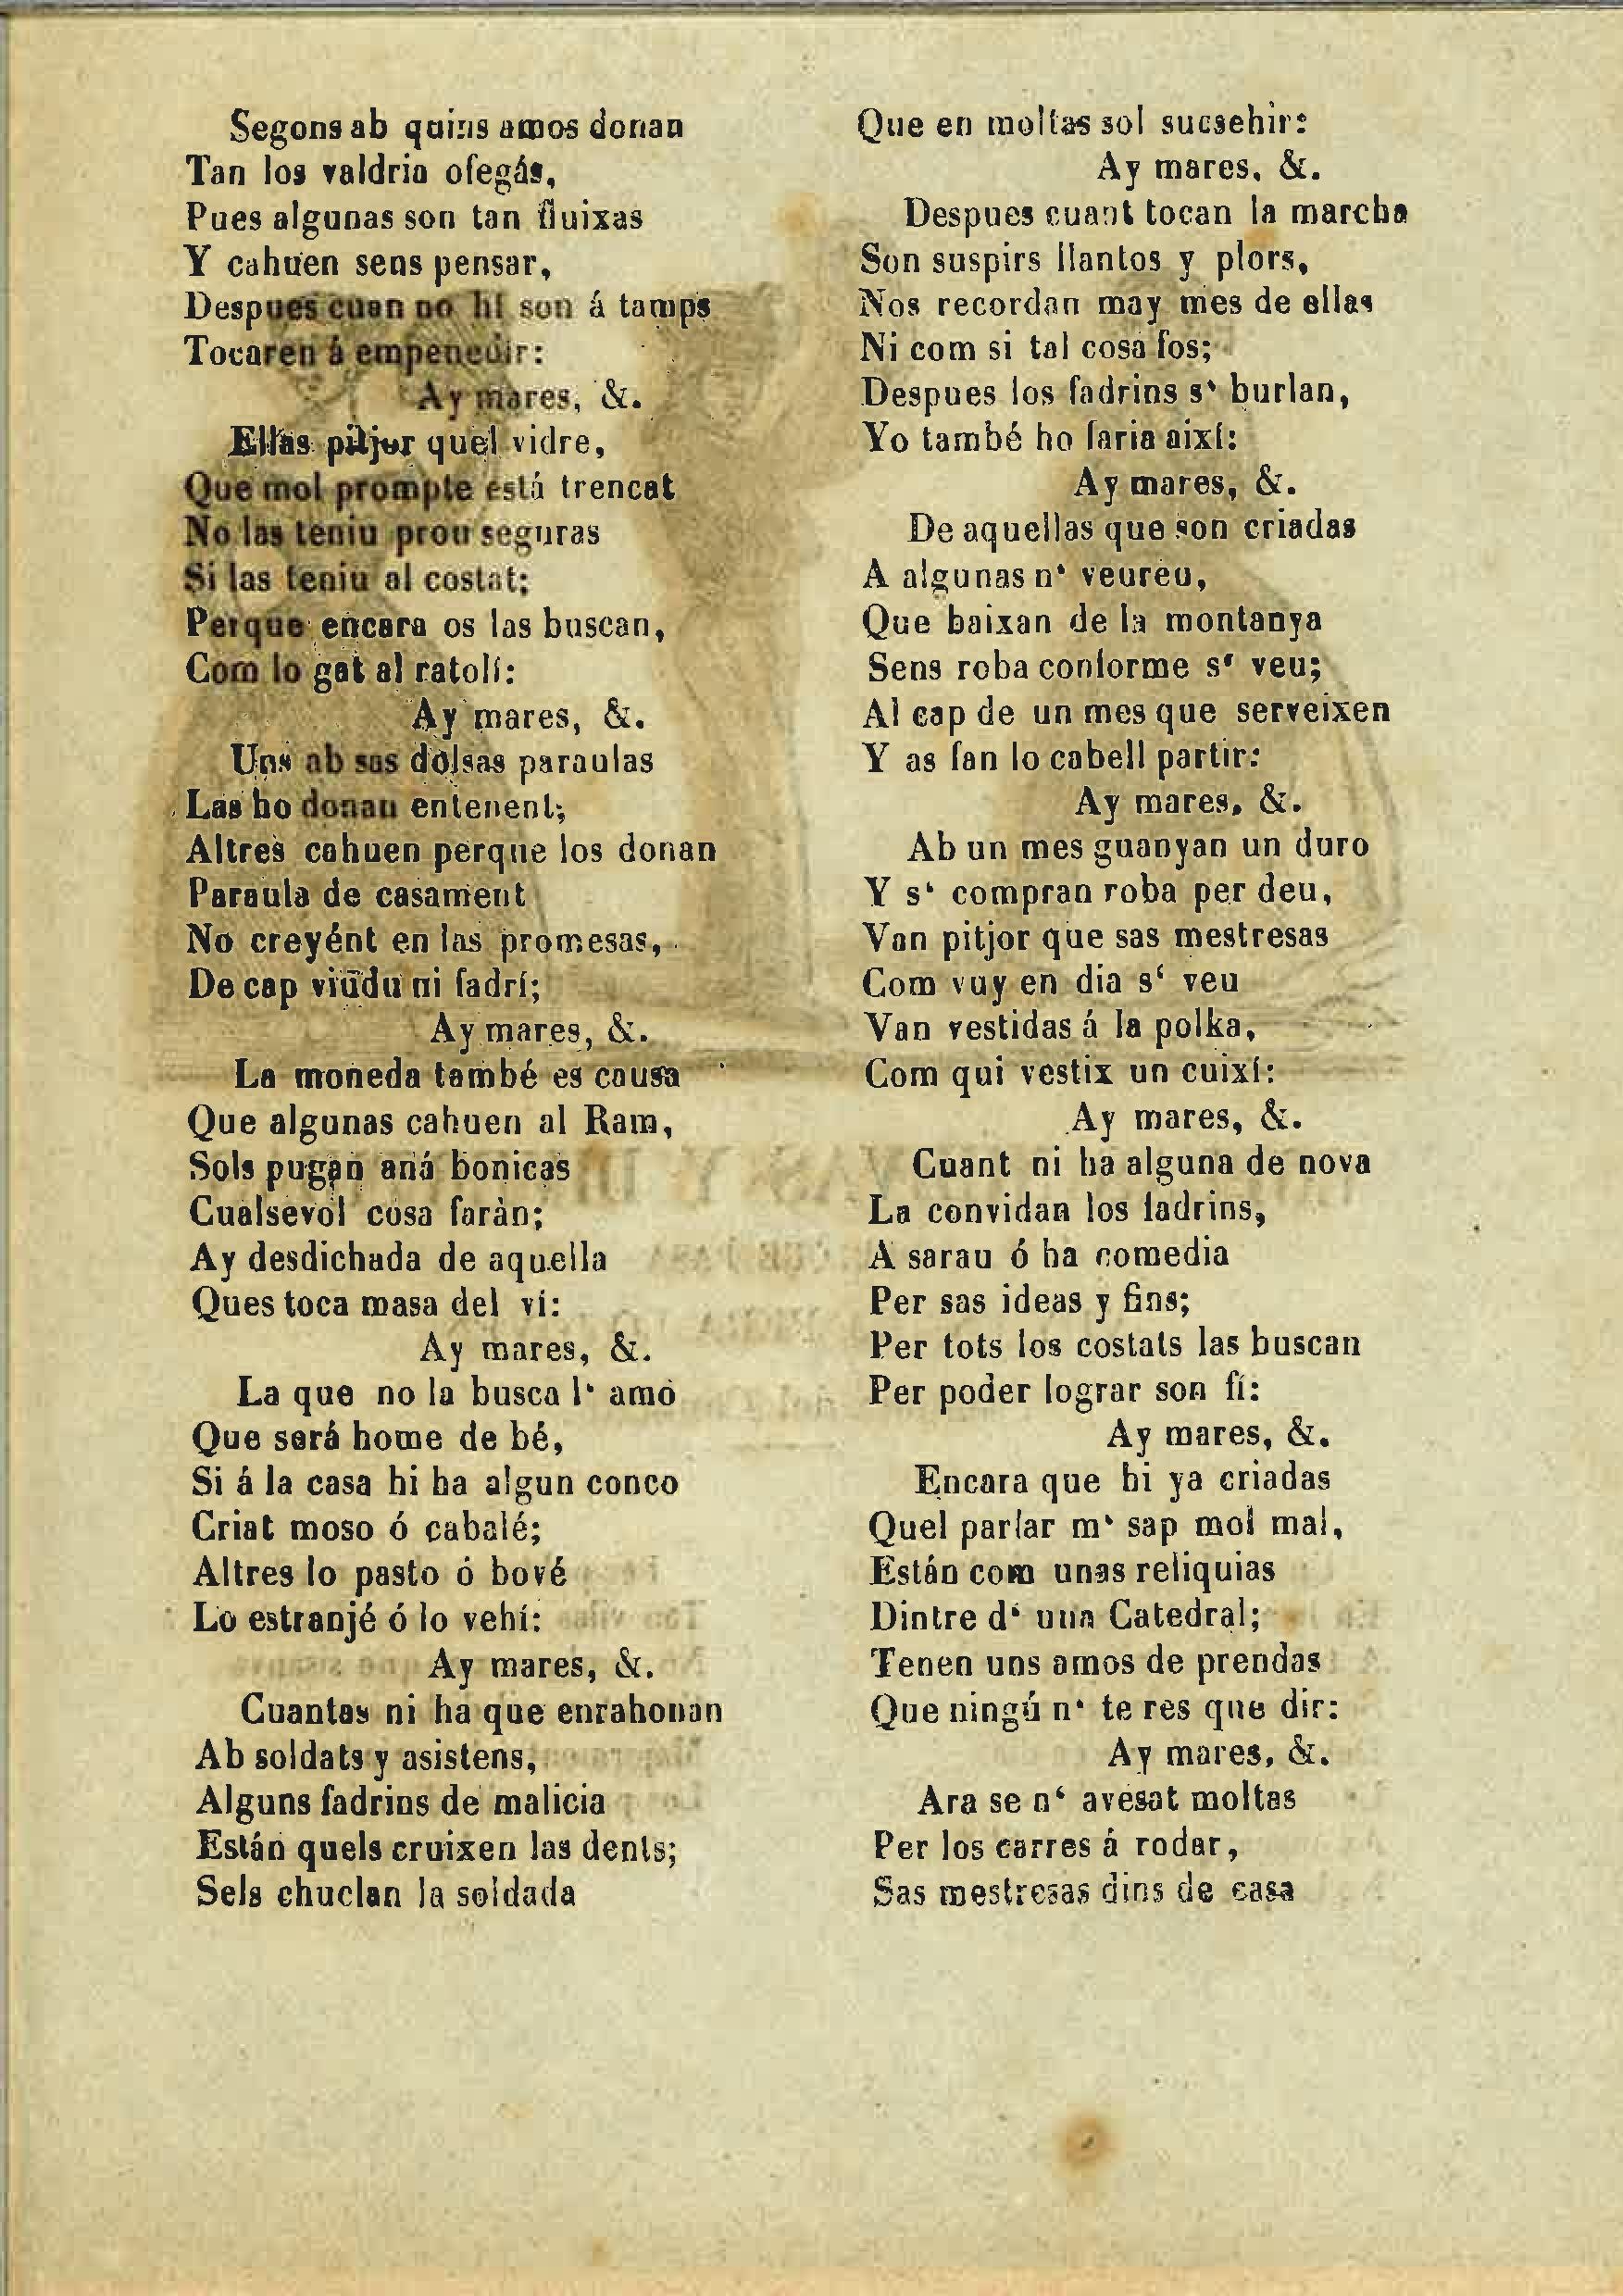 Segons ab quins amos donan
Tan los valdria ofegás,
Pues algunas son tan fluixas
Y cahuen sens pensar,
Despues cuan no hi son á tamps
Tocaren á empenedir:
Ay mares, &.
Ellas pitjor quel vidre,
Que mol prompte está trencat
No las teniu prou seguras
Si las teniu al costat;
Perque encara os las buscan,
Com lo gat al ratolí:
Ay mares, &.
Uns ab sas dolsas paraulas
Las ho donan entenent;
Altres cahuen perque los donan
Paraula de casament
No creyént en las promesas,
De cap viudu ni fadrí;
Ay mares, &.
La moneda també es causa
Que algunas cahuen al Ram,
Sols pugan aná bonicas
Cualsevol cosa faràn;
Ay desdichada de aquella
Ques toca masa del ví:
Ay mares, &.
La que no la busca l' amo
Que será home de bé,
Si á la casa hi ha algun conco
Criat moso ó cabalé;
Altres lo pasto ó bové
Lo estranjé ó lo vehí:
Ay mares, &.
Cuantas ni ha que enrahonan
Ab soldats y asistens,
Alguns fadrins de malicia
Están quels cruixen las dents;
Sels chuclan la soldada
Que en moltas sol sucsehir:
Ay mares, &.
Despues cuant tocan la marcha
Son suspirs llantos y plors,
Nos recordan may mes de ellas
Ni com si tal cosa fos;
Despues los fadrins s' burlan,
Yo també ho faria així:
Ay mares, &.
De aquellas que son criadas
A algunas n' veureu,
Que baixan de la montanya
Sens roba conforme s' veu;
Al cap de un mes que serveixen
Y as fan lo cabell partir:
Ay mares, &.
Ab un mes guanyan un duro
Y s' compran roba per deu,
Van pitjor que sas mestresas
Com vuy en dia s' veu
Van vestidas á la polka,
Com qui vestix un cuixí:
Ay mares, &.
Cuant ni ha alguna de nova
La convidan los fadrins,
A sarau ó ha comedia
Per sas ideas y fins;
Per tots los costats las buscan
Per poder lograr son fí:
Ay mares, &.
Encara que hi ya criadas
Quel parlar m' sap mol mal,
Están com unas reliquias
Dintre d' una Catedral;
Tenen uns amos de prendas
Que ningú n' te res que dir:
Ay mares, &.
Ara se n' avesat moltas
Per los carres á rodar,
Sas mestresas dins de casa